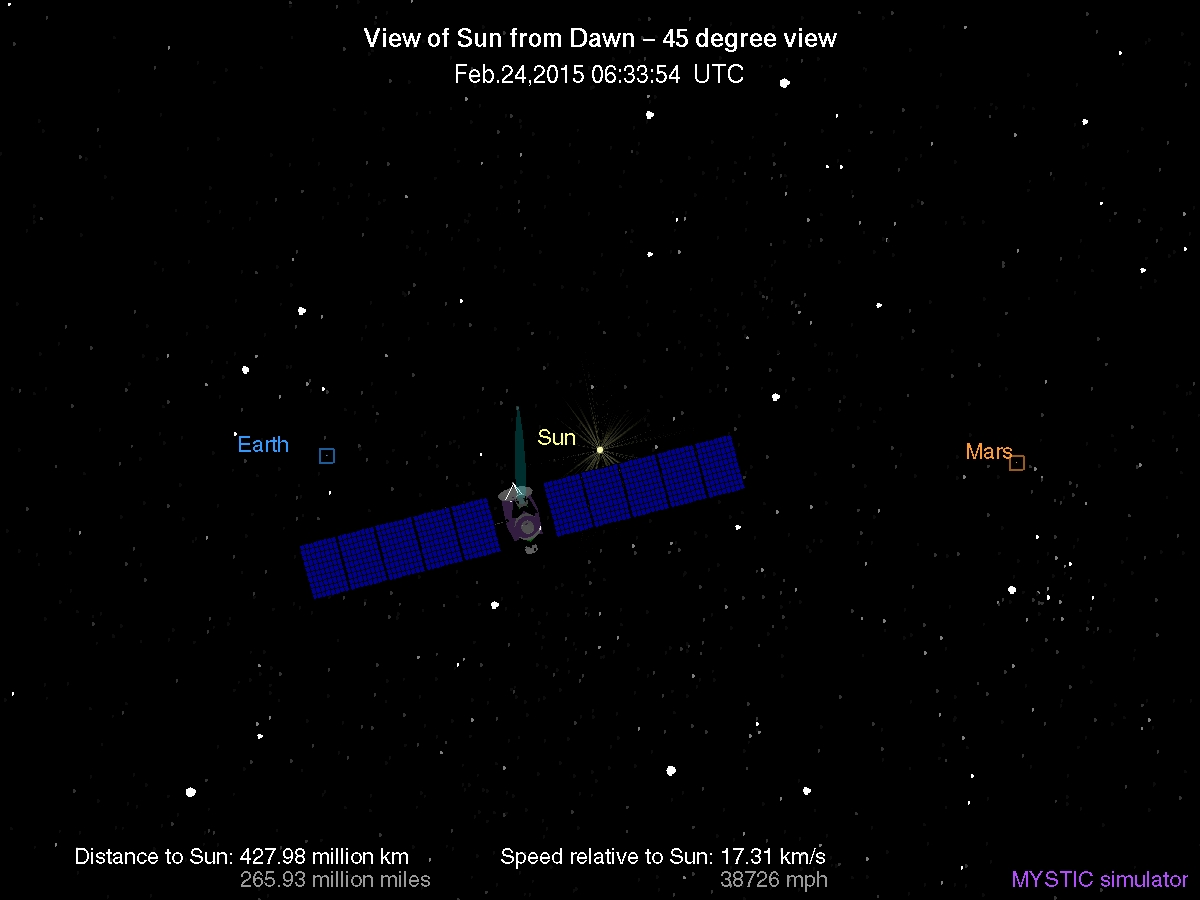 View of Sun from Dawn – 45 degree view
Feb.24,2015 06:33:54 UTC
Sun
Earth
Mars
Distance to Sun: 427.98 million km
265.93 million miles
Speed relative to Sun: 17.31 km/s
38726 mph
MYSTIC simulator